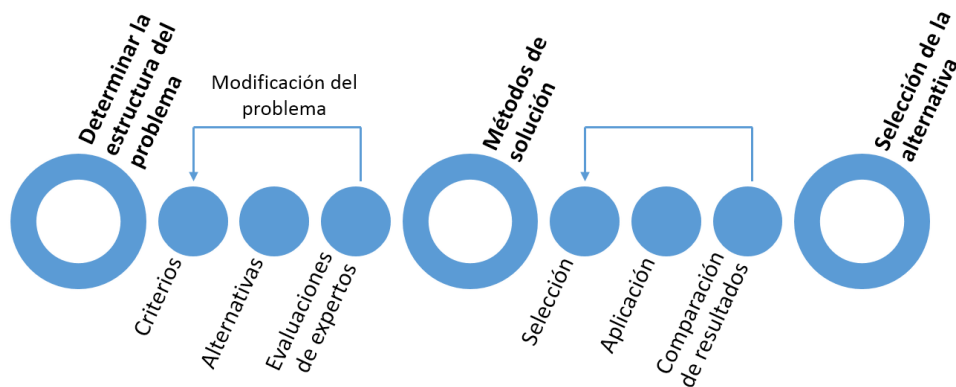 Determinar la
estructura del
problema
Modificación del
problema
Criterios
Alternativas
Evaluaciones
de expertos
Métodos de
solución
Selección
Aplicación
Comparación
de resultados
Selección de la
alternativa